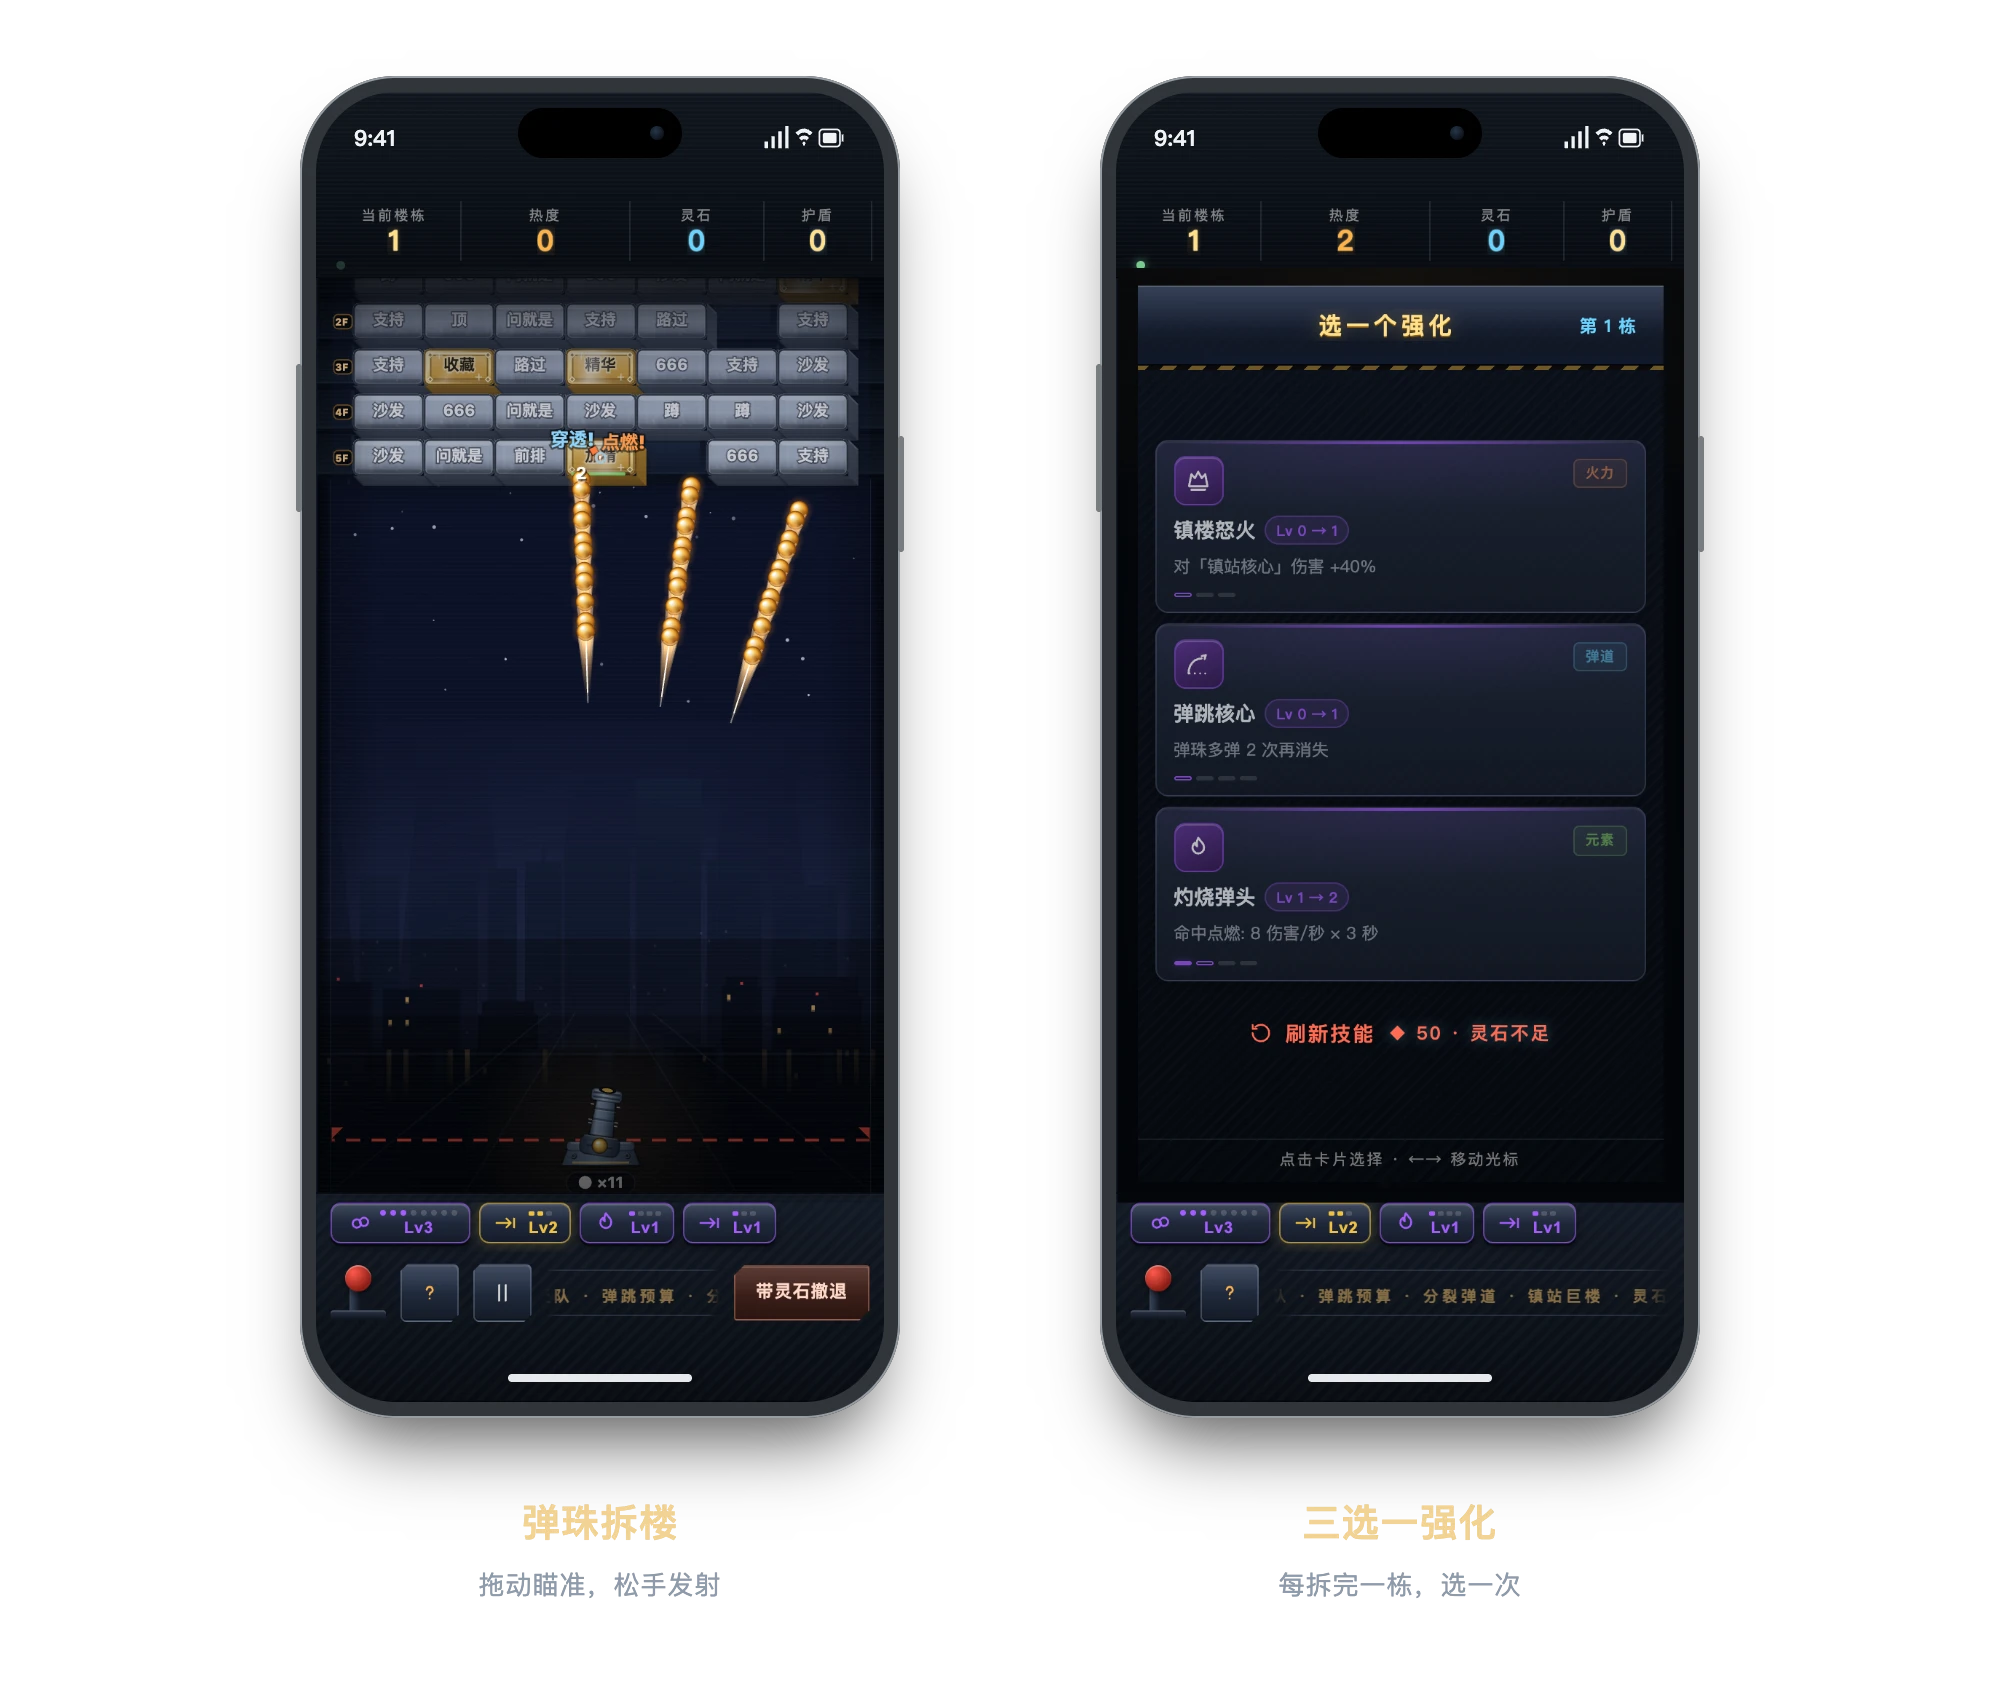 9:41
当前楼栋 热度 灵石 护盾
1 0 0 0
2F 支持 顶 问就是 支持 路过 支持
3F 支持 收藏 路过 精华 666 支持 沙发
4F 沙发 666 问就是 沙发 蹲 蹲 沙发
穿透! 点燃!
5F 沙发 问就是 前排 666 支持
2
×11
Lv3 Lv2 Lv1 Lv1
? 队 · 弹跳预算 · 带灵石撤退
弹珠拆楼
拖动瞄准，松手发射
9:41
当前楼栋 热度 灵石 护盾
1 2 0 0
选一个强化 第 1 栋
火力
镇楼怒火 Lv 0→1
对「镇站核心」伤害 +40%
弹道
弹跳核心 Lv 0→1
弹珠多弹 2 次再消失
元素
灼烧弹头 Lv 1→2
命中点燃: 8 伤害/秒 × 3 秒
刷新技能 ◆ 50 · 灵石不足
点击卡片选择 · ←→ 移动光标
Lv3 Lv2 Lv1 Lv1
? · 弹跳预算 · 分裂弹道 · 镇站巨楼 · 灵石
三选一强化
每拆完一栋，选一次